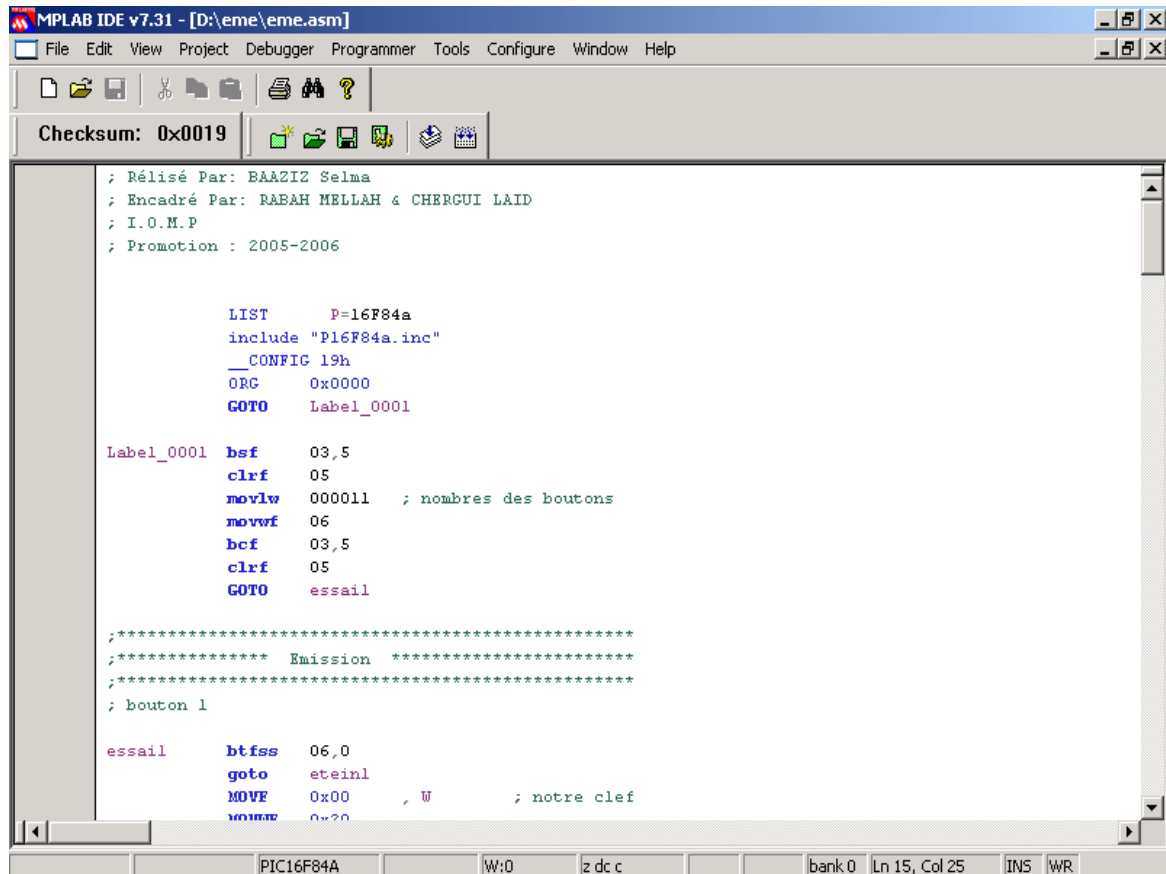 MPLAB IDE v7.31 - [D:\eme\eme.asm]
File Edit View Project Debugger Programmer Tools Configure Window Help
Checksum: 0x0019
; Rélisé Par: BAAZIZ Selma
; Encadré Par: RABAH MELLAH & CHERGUI LAID
; I.O.M.P
; Promotion : 2005-2006
LIST P=16F84a
include "P16F84a.inc"
__CONFIG 19h
ORG 0x0000
GOTO Label_0001
Label_0001 bsf 03,5
clrf 05
movlw 000011 ; nombres des boutons
movwf 06
bcf 03,5
clrf 05
GOTO essai1
;***************************************************
;*************** Emission ************************
;***************************************************
; bouton 1
essai1 btfss 06,0
goto etein1
MOVF 0x00 , W ; notre clef
MOVWF 0x20
PIC16F84A W:0 z dc c bank 0 Ln 15, Col 25 INS WR